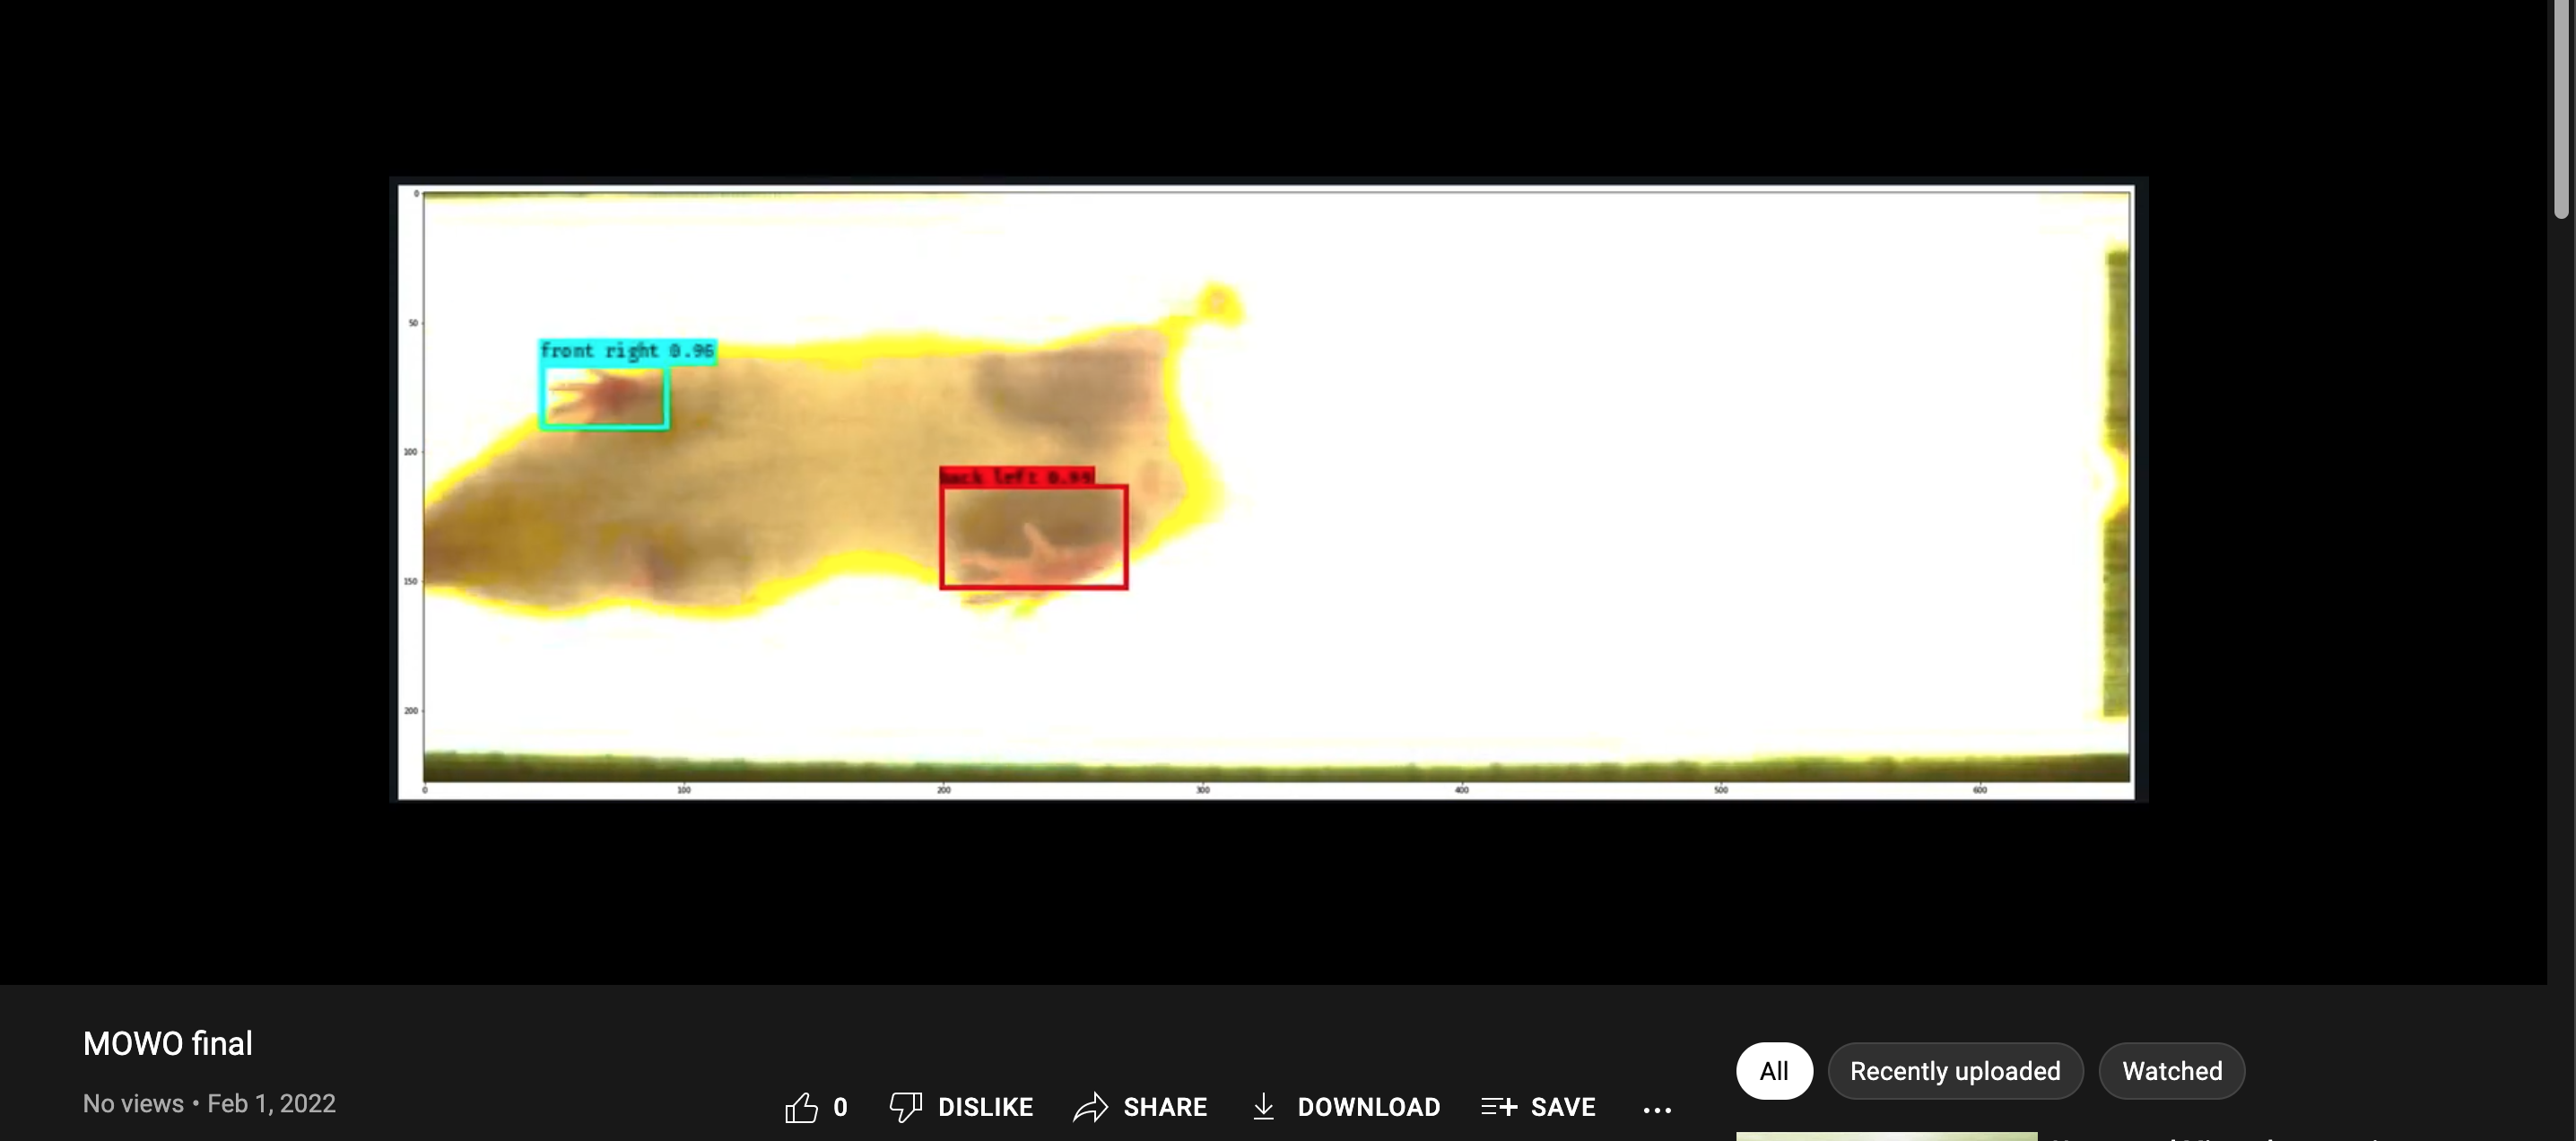 0
50
100
150
200
front right 0.96
back left 0.99
0 100 200 300 400 500 600
MOWO final
No views • Feb 1, 2022
0 DISLIKE SHARE DOWNLOAD SAVE
All Recently uploaded Watched